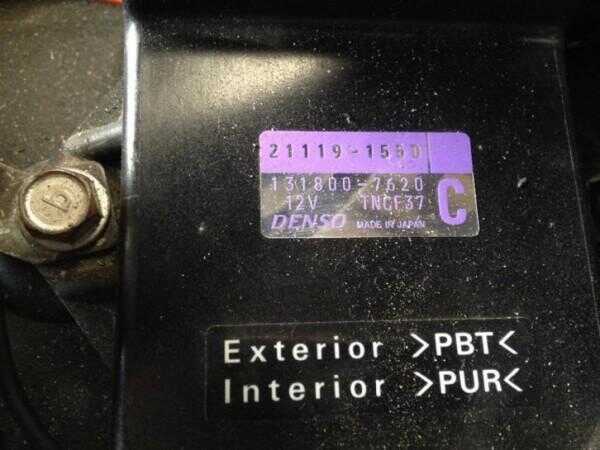 21119-1550
131800-7620
12V TNCF37 C
DENSO MADE IN JAPAN
Exterior >PBT<
Interior >PUR<
b